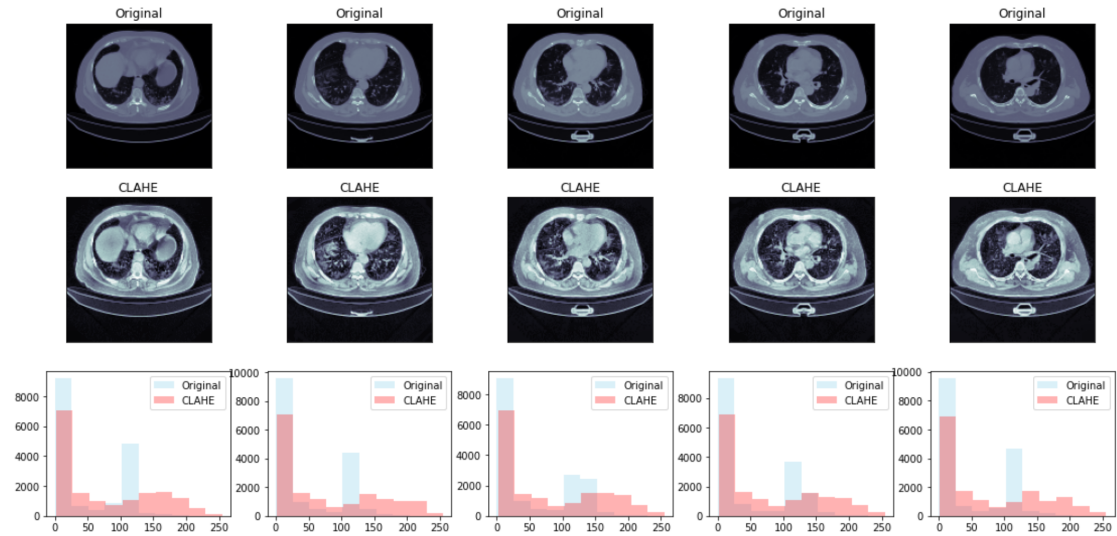 Original Original Original Original Original
CLAHE CLAHE CLAHE CLAHE CLAHE
Original Original Original Original Original
CLAHE CLAHE CLAHE CLAHE CLAHE
10000 10000
8000 8000 8000 8000 8000
6000 6000 6000 6000 6000
4000 4000 4000 4000 4000
2000 2000 2000 2000 2000
0 0 0 0 0
0 50 100 150 200 250 0 50 100 150 200 250 0 50 100 150 200 250 0 50 100 150 200 250 0 50 100 150 200 250